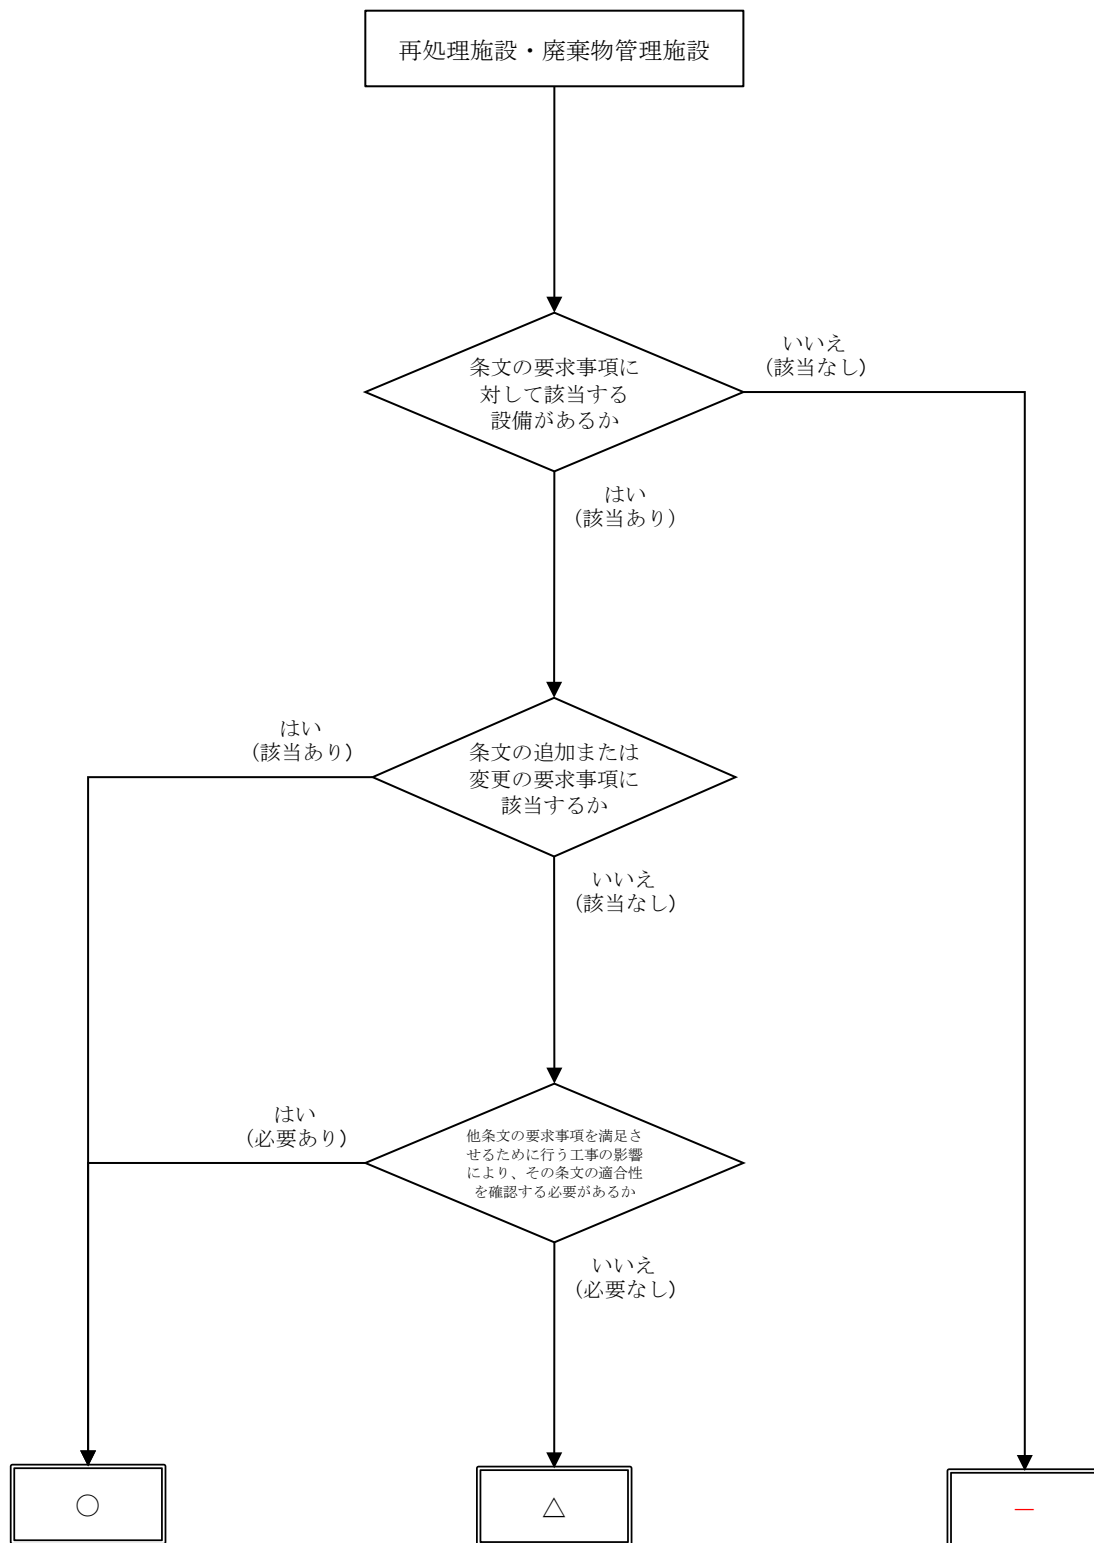 再処理施設・廃棄物管理施設
条文の要求事項に
対して該当する
設備があるか
いいえ
(該当なし)
はい
(該当あり)
条文の追加または
変更の要求事項に
該当するか
はい
(該当あり)
いいえ
(該当なし)
他条文の要求事項を満足さ
せるために行う工事の影響
により、その条文の適合性
を確認する必要があるか
はい
(必要あり)
いいえ
(必要なし)
○
△
―